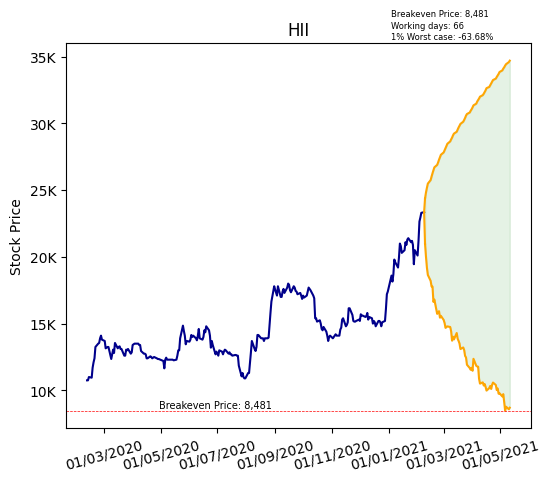 Breakeven Price: 8,481
Working days: 66
1% Worst case: -63.68%
HII
Stock Price
35K
30K
25K
20K
15K
10K
Breakeven Price: 8,481
01/03/2020
01/05/2020
01/07/2020
01/09/2020
01/11/2020
01/01/2021
01/03/2021
01/05/2021